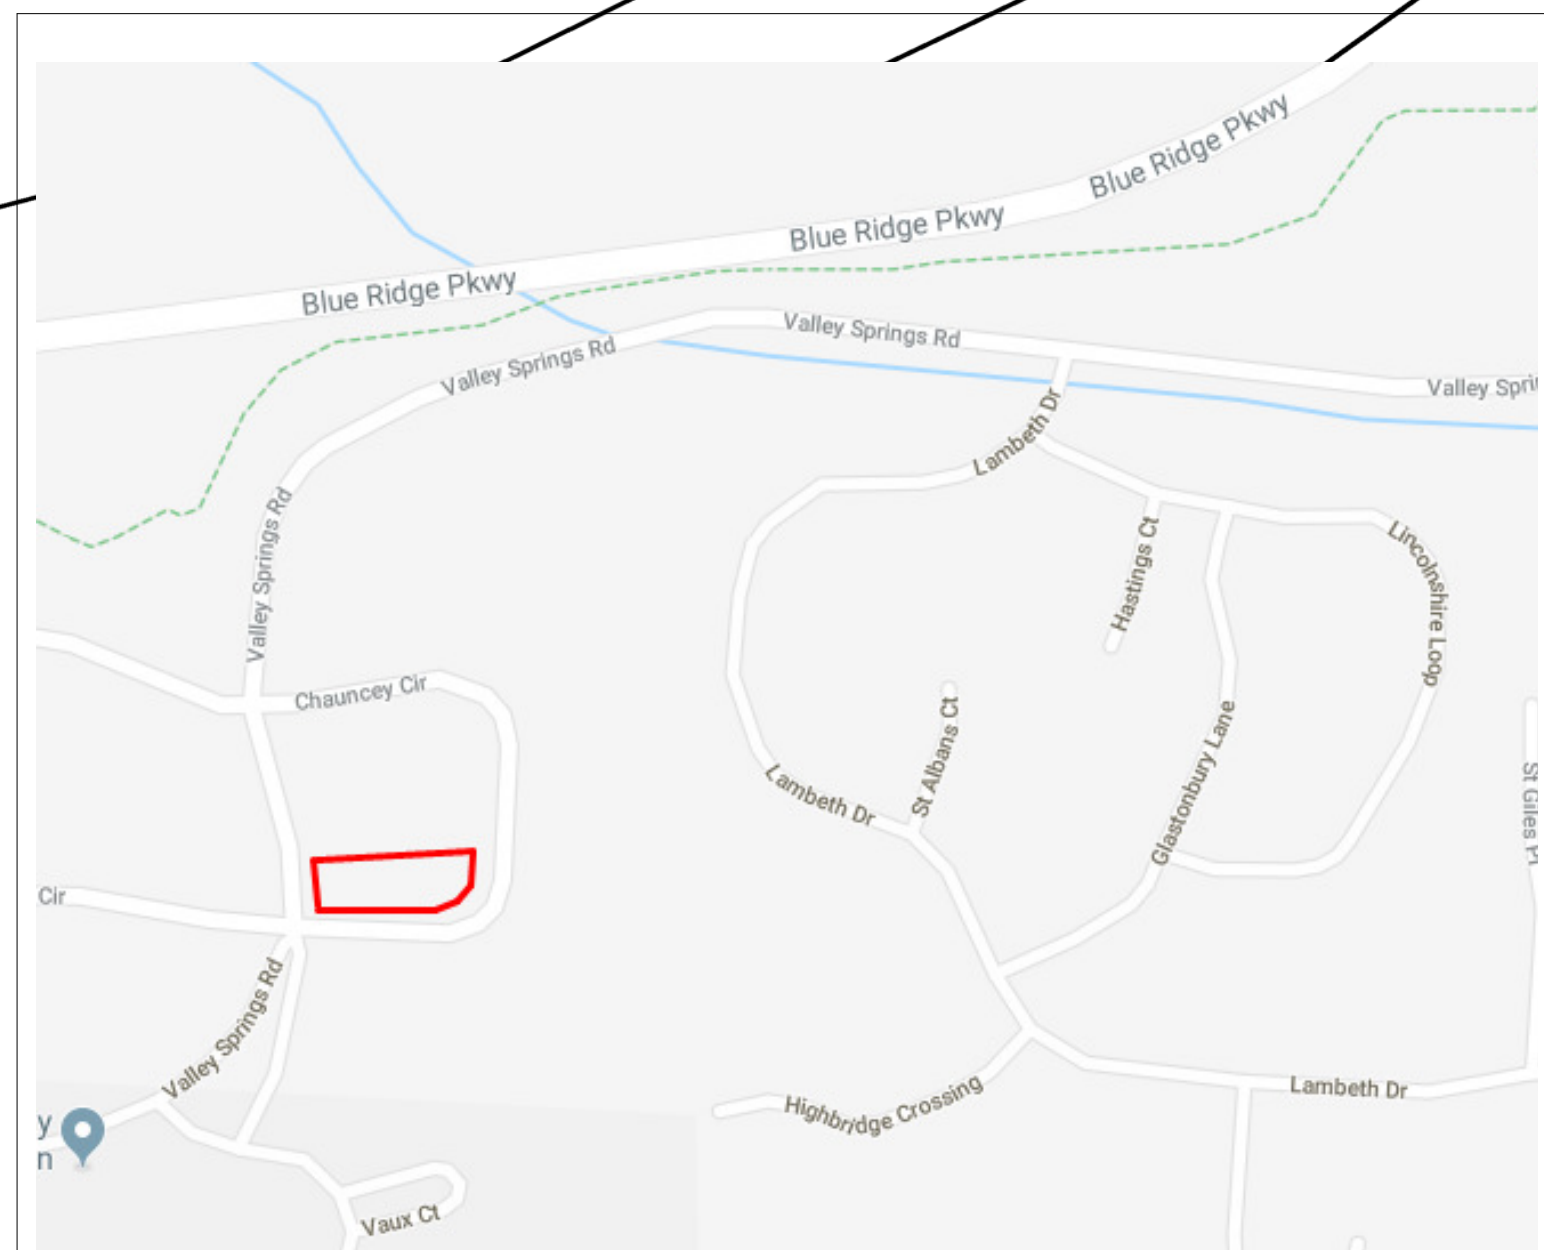 Blue Ridge Pkwy
Blue Ridge Pkwy
Blue Ridge Pkwy
Valley Springs Rd
Valley Springs Rd
Valley Spri
Lambeth Dr
Valley Springs Rd
Hastings Ct
Lincolnshire Loop
Chauncey Cir
St Albans Ct
Glastonbury Lane
Lambeth Dr
St Giles Pl
Cir
Valley Springs Rd
Lambeth Dr
Highbridge Crossing
y
n
Vaux Ct